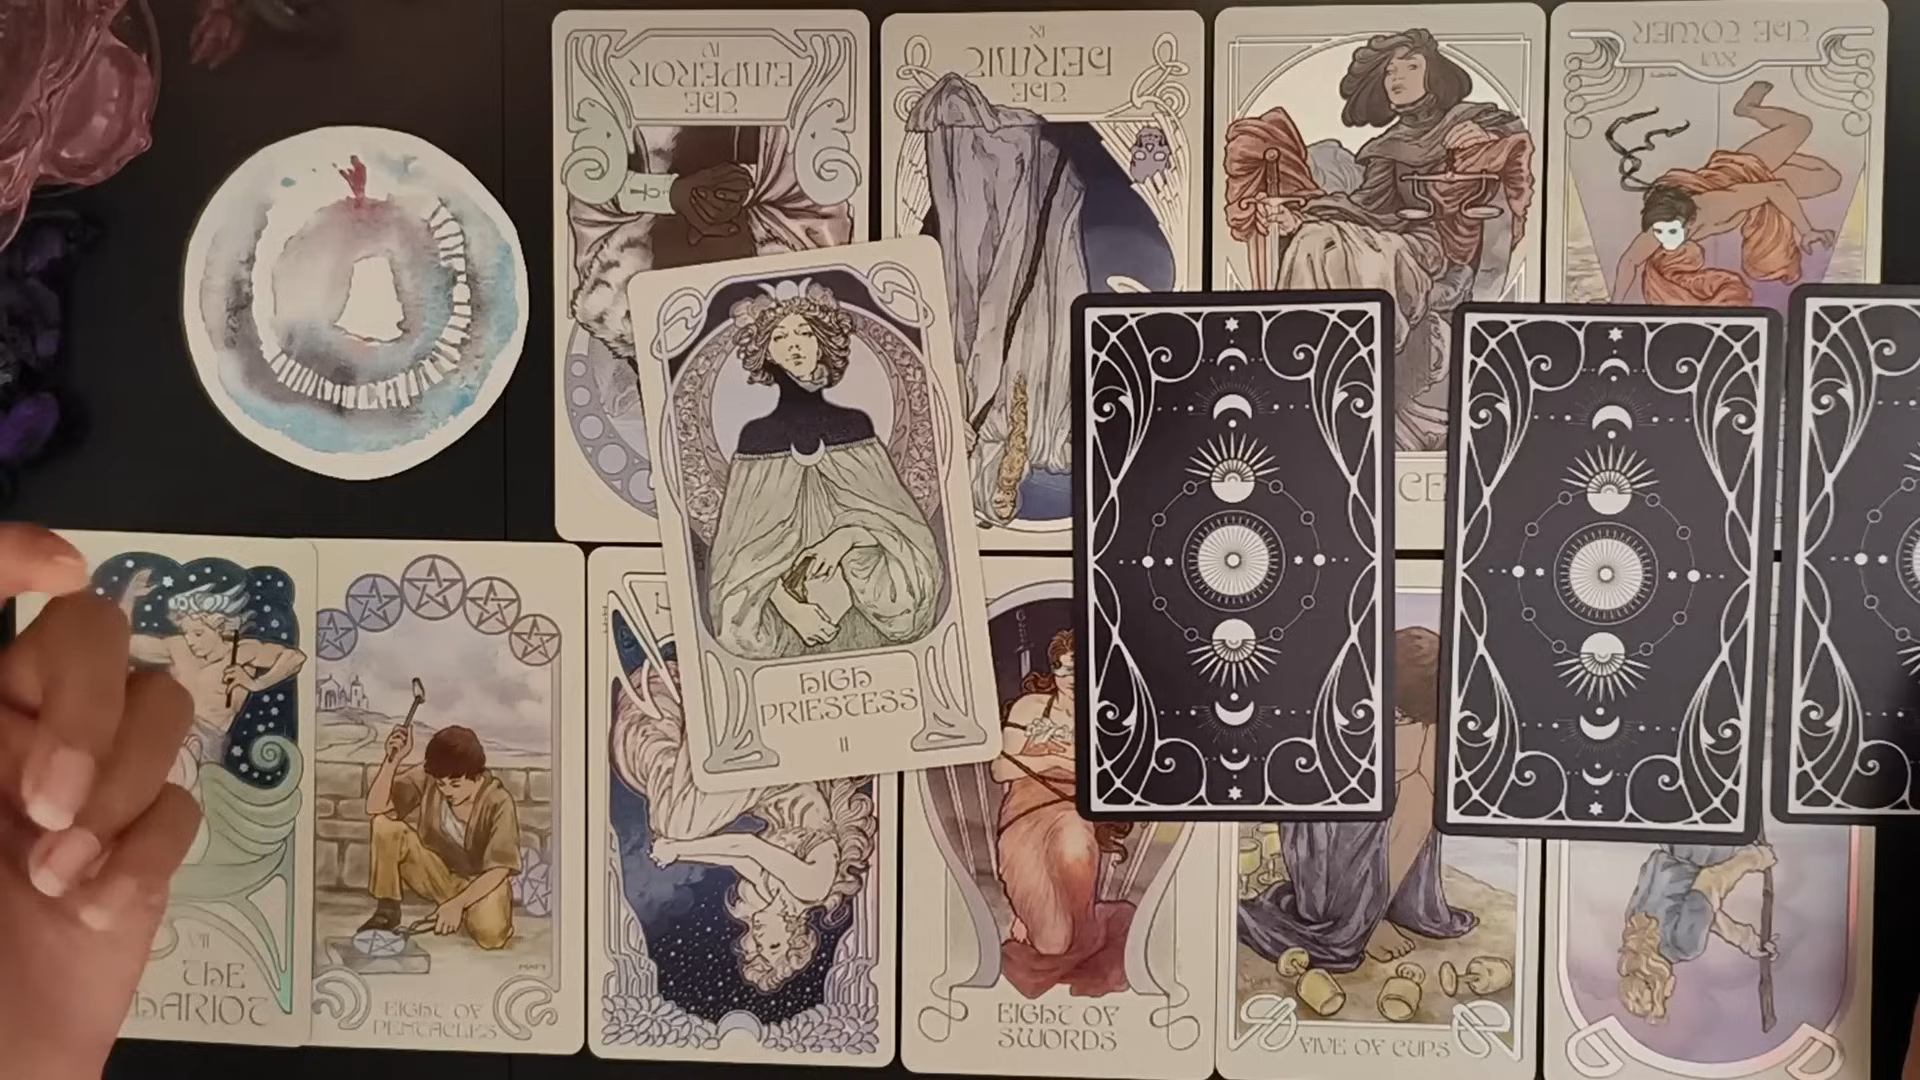 THE
EMPEROR
IV
THE
HERMIT
IX
THE TOWER
XVI
HIGH
PRIESTESS
II
VII
THE
CHARIOT
EIGHT OF
PENTACLES
EIGHT OF
SWORDS
FIVE OF CUPS